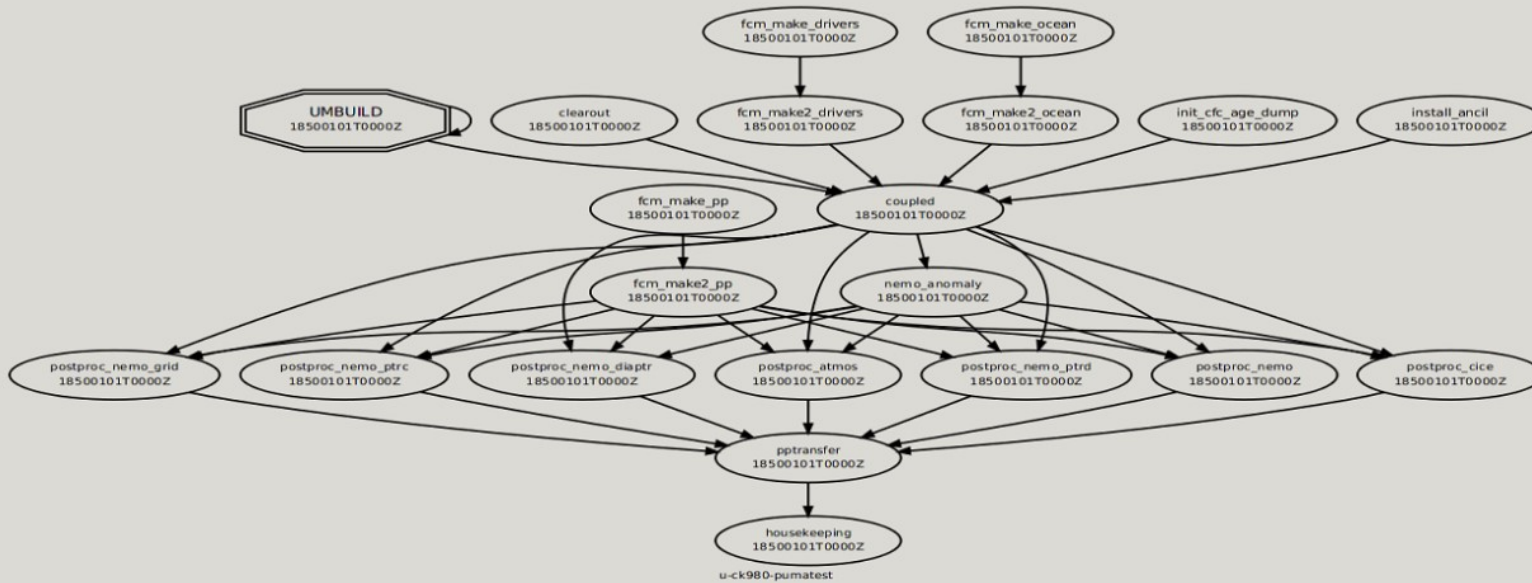 fcm_make_drivers
18500101T0000Z
fcm_make_ocean
18500101T0000Z
UMBUILD
18500101T0000Z
clearout
18500101T0000Z
fcm_make2_drivers
18500101T0000Z
fcm_make2_ocean
18500101T0000Z
init_cfc_age_dump
18500101T0000Z
install_ancil
18500101T0000Z
fcm_make_pp
18500101T0000Z
coupled
18500101T0000Z
fcm_make2_pp
18500101T0000Z
nemo_anomaly
18500101T0000Z
postproc_nemo_grid
18500101T0000Z
postproc_nemo_ptrc
18500101T0000Z
postproc_nemo_diaptr
18500101T0000Z
postproc_atmos
18500101T0000Z
postproc_nemo_ptrd
18500101T0000Z
postproc_nemo
18500101T0000Z
postproc_cice
18500101T0000Z
pptransfer
18500101T0000Z
housekeeping
18500101T0000Z
u-ck980-pumatest